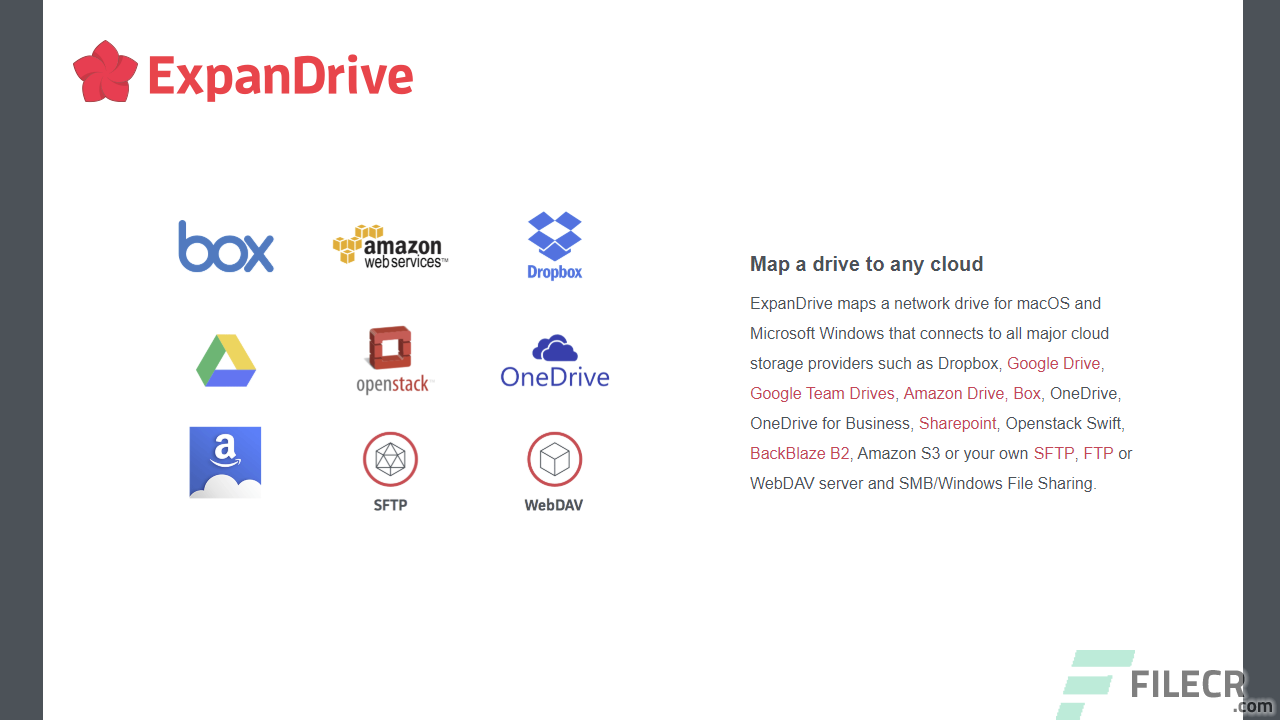 ExpanDrive
box
amazon
web services™
Dropbox
openstack
OneDrive
a
SFTP
WebDAV
Map a drive to any cloud
ExpanDrive maps a network drive for macOS and
Microsoft Windows that connects to all major cloud
storage providers such as Dropbox, Google Drive,
Google Team Drives, Amazon Drive, Box, OneDrive,
OneDrive for Business, Sharepoint, Openstack Swift,
BackBlaze B2, Amazon S3 or your own SFTP, FTP or
WebDAV server and SMB/Windows File Sharing.
FILECR
.com